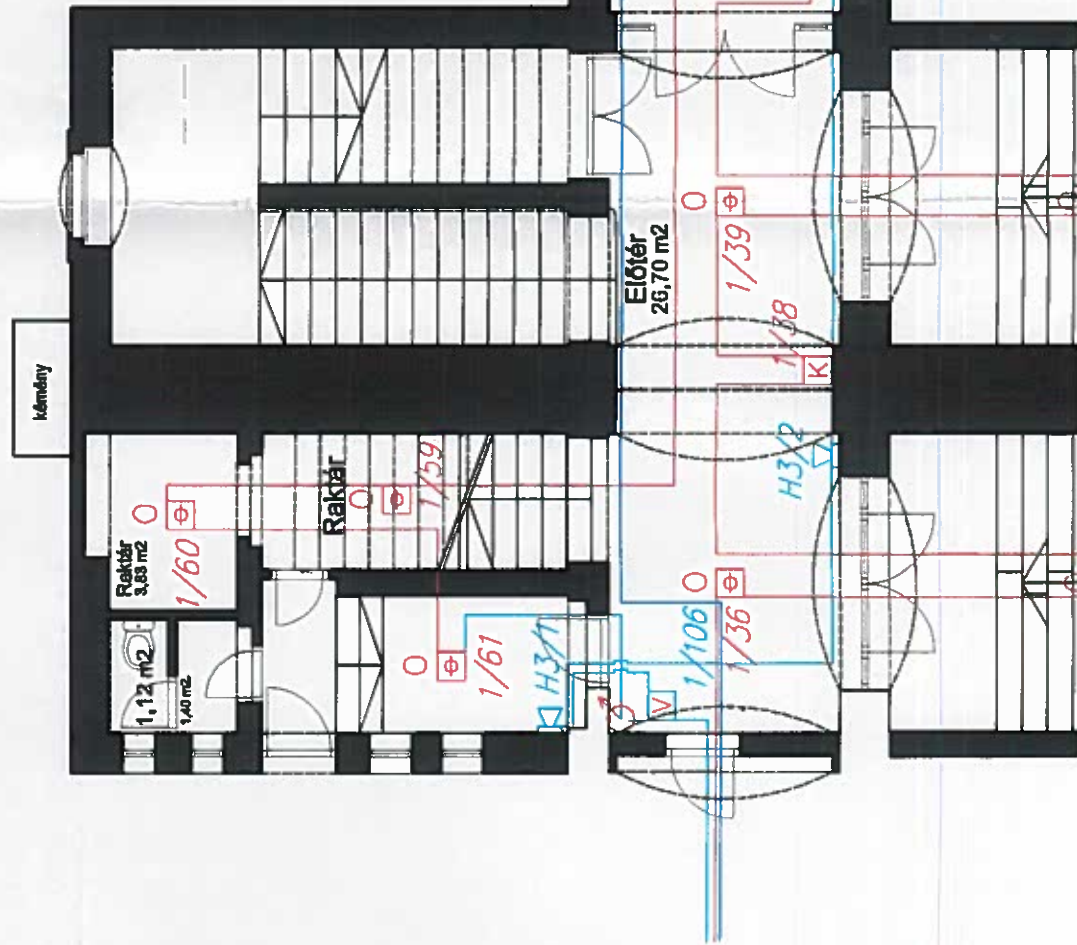 kémény
Előtér
26,70 m2
1/39
1/38
K
Raktár
1/59
H3/2
Raktár
3,83 m2
1/60
1,12 m2
1,40 m2
1/61
H3/1
1/106
1/36
V